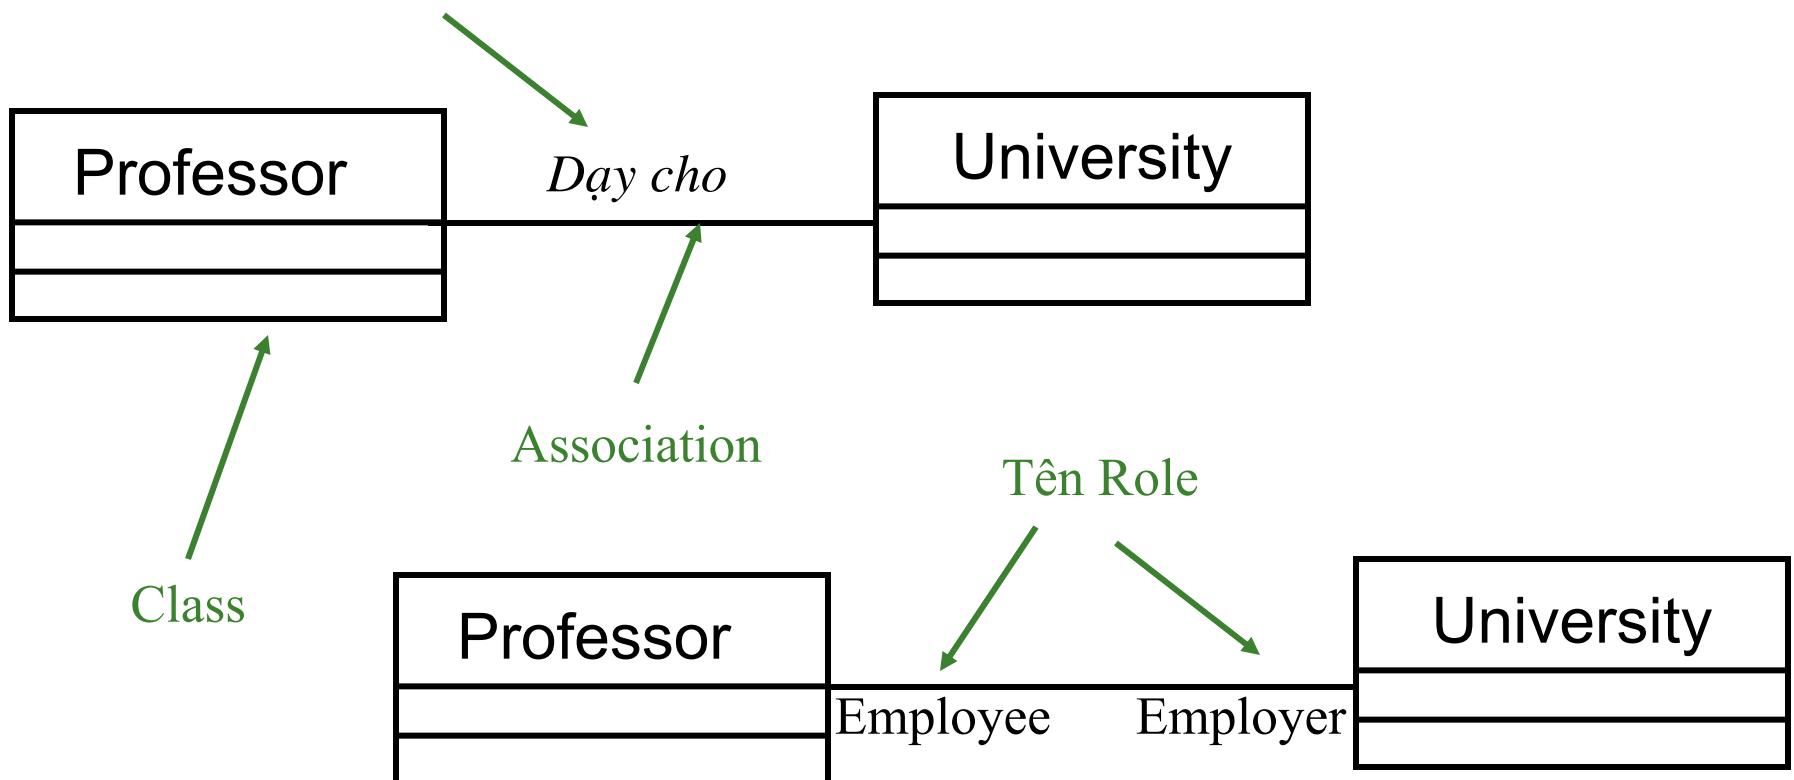 Professor
Dạy cho
University
Association
Tên Role
Class
Professor
University
Employee
Employer